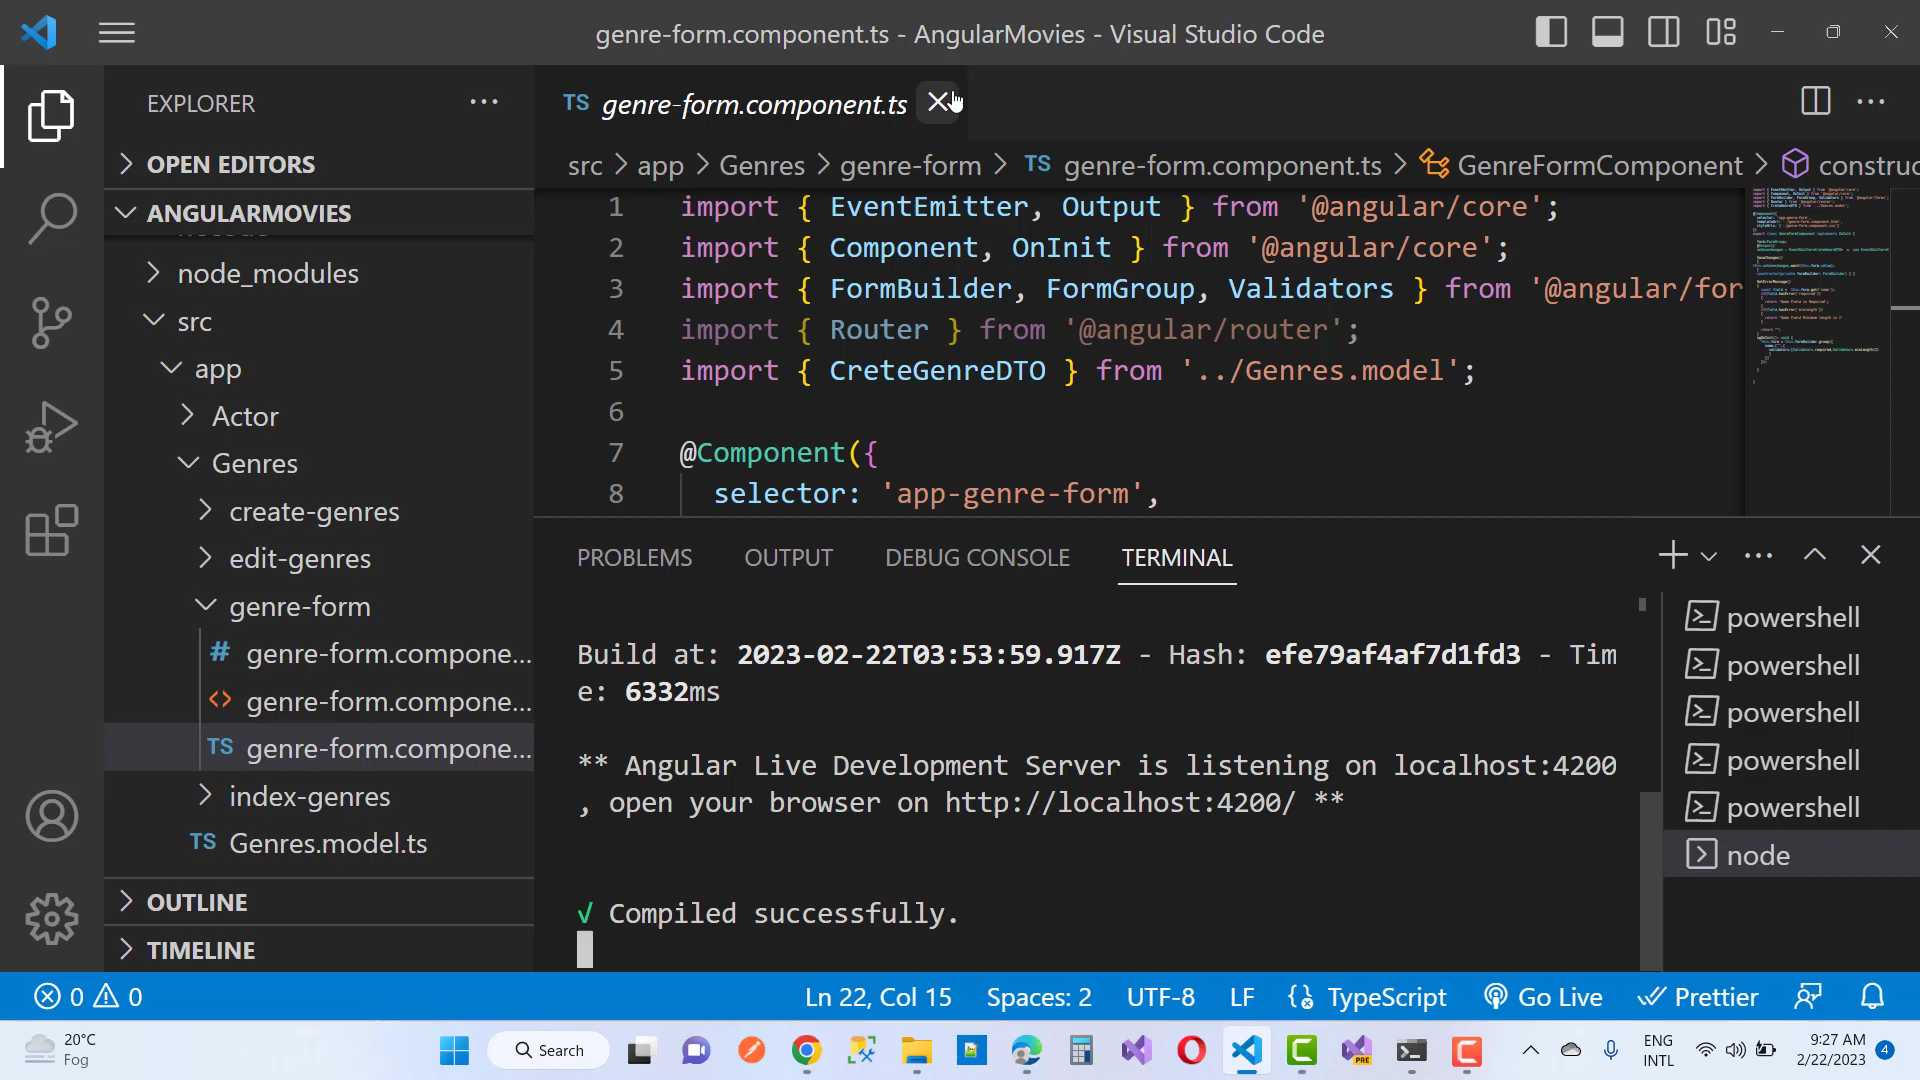 genre-form.component.ts - AngularMovies - Visual Studio Code
EXPLORER
OPEN EDITORS
ANGULARMOVIES
node_modules
src
app
Actor
Genres
create-genres
edit-genres
genre-form
# genre-form.compone...
<> genre-form.compone...
TS genre-form.compone...
index-genres
TS Genres.model.ts
OUTLINE
TIMELINE
TS genre-form.component.ts
src > app > Genres > genre-form > TS genre-form.component.ts > GenreFormComponent > construc
1 import { EventEmitter, Output } from '@angular/core';
2 import { Component, OnInit } from '@angular/core';
3 import { FormBuilder, FormGroup, Validators } from '@angular/for
4 import { Router } from '@angular/router';
5 import { CreteGenreDTO } from '../Genres.model';
6
7 @Component({
8 selector: 'app-genre-form',
PROBLEMS OUTPUT DEBUG CONSOLE TERMINAL
Build at: 2023-02-22T03:53:59.917Z - Hash: efe79af4af7d1fd3 - Tim
e: 6332ms
** Angular Live Development Server is listening on localhost:4200
, open your browser on http://localhost:4200/ **
√ Compiled successfully.
powershell
powershell
powershell
powershell
powershell
node
0 0 Ln 22, Col 15 Spaces: 2 UTF-8 LF TypeScript Go Live Prettier
20°C
Fog
Search
PRE
ENG
INTL
9:27 AM
2/22/2023
4